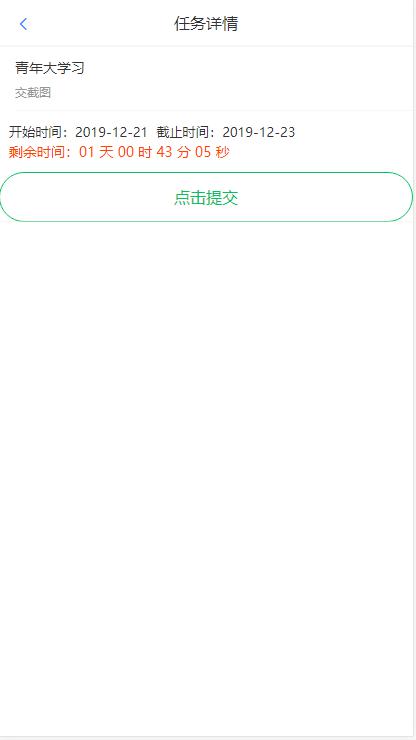 任务详情
青年大学习
交截图
开始时间：2019-12-21 截止时间：2019-12-23
剩余时间：01 天 00 时 43 分 05 秒
点击提交